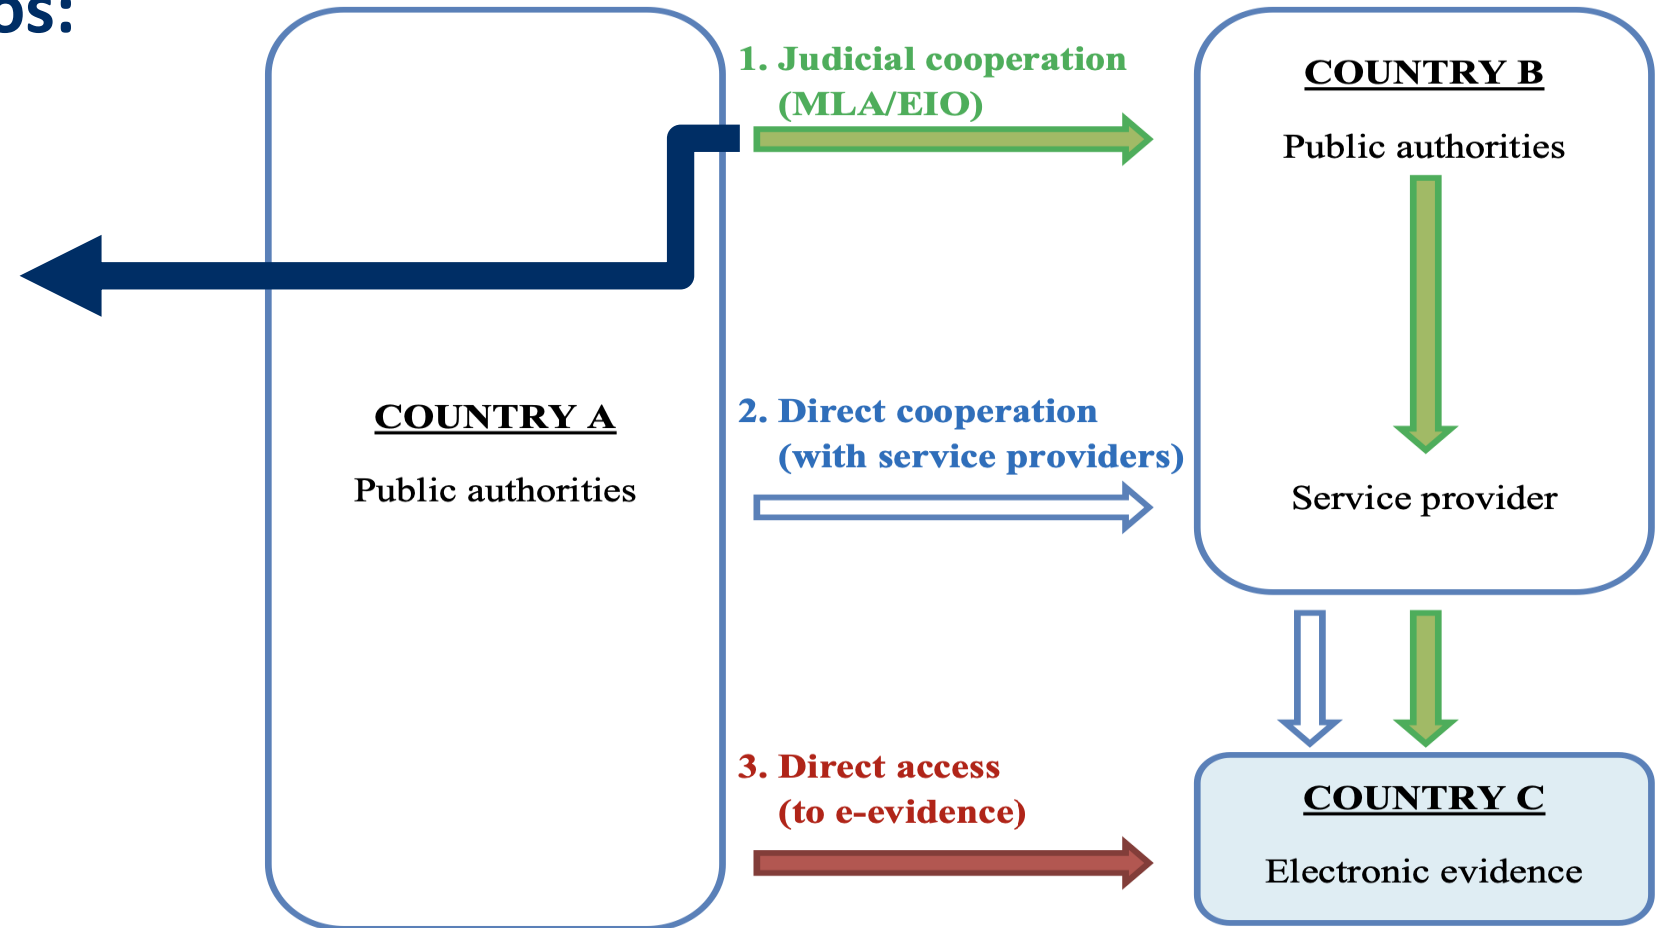 os:
1. Judicial cooperation
(MLA/EIO)
COUNTRY B
Public authorities
COUNTRY A
Public authorities
2. Direct cooperation
(with service providers)
Service provider
3. Direct access
(to e-evidence)
COUNTRY C
Electronic evidence